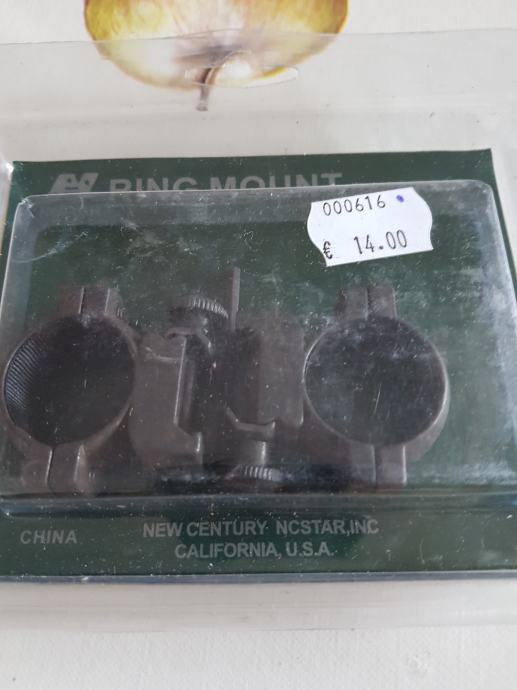 RING MOUNT
000616
€ 14.00
CHINA
NEW CENTURY NCSTAR,INC
CALIFORNIA, U.S.A.